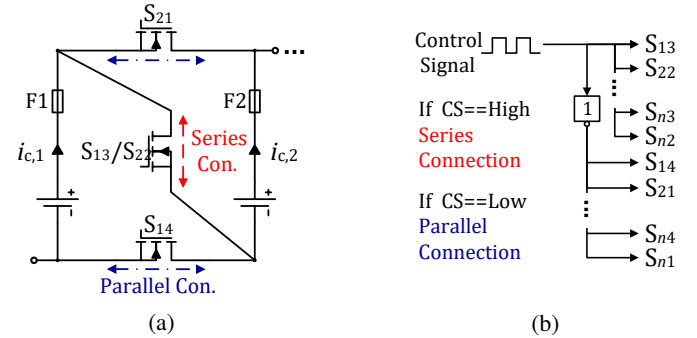 S21
F1
F2
ic,1
S13/S22
Series
Con.
ic,2
+
+
S14
Parallel Con.
(a)
Control
Signal
S13
S22
If CS==High
Series
Connection
1
Sn3
Sn2
S14
S21
If CS==Low
Parallel
Connection
Sn4
Sn1
(b)